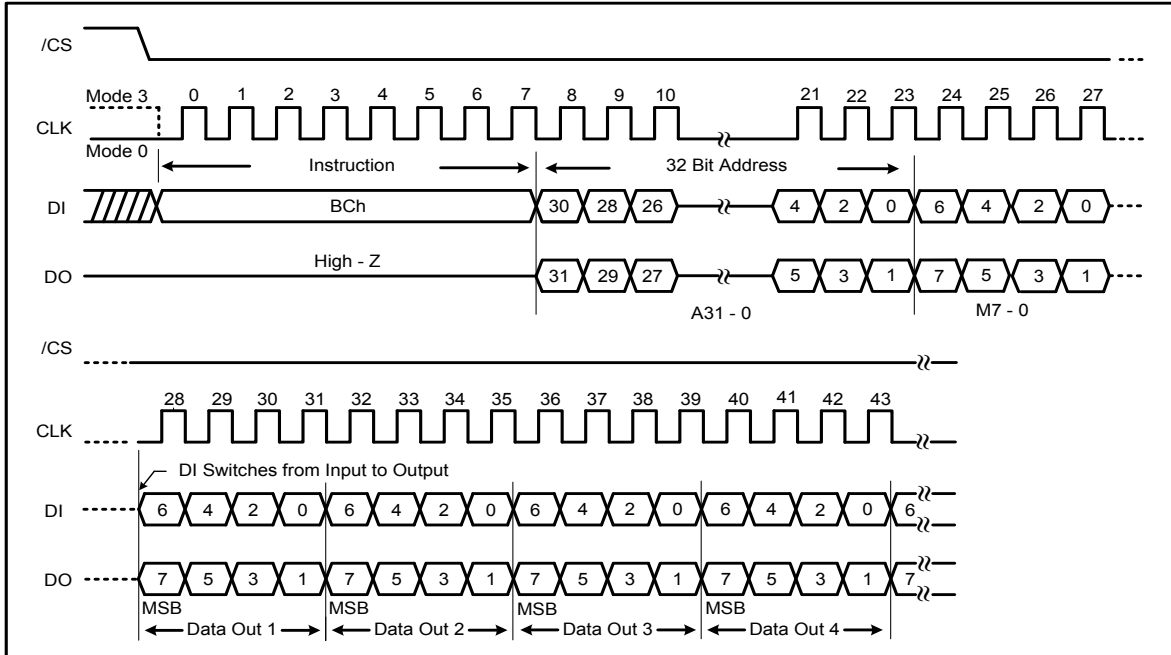 /CS
Mode 3 0 1 2 3 4 5 6 7 8 9 10 21 22 23 24 25 26 27
CLK
Mode 0
Instruction 32 Bit Address
DI BCh 30 28 26 4 2 0 6 4 2 0
High - Z
DO 31 29 27 5 3 1 7 5 3 1
A31 - 0 M7 - 0
/CS
28 29 30 31 32 33 34 35 36 37 38 39 40 41 42 43
CLK
DI Switches from Input to Output
DI 6 4 2 0 6 4 2 0 6 4 2 0 6 4 2 0 6
DO 7 5 3 1 7 5 3 1 7 5 3 1 7 5 3 1 7
MSB MSB MSB MSB
Data Out 1 Data Out 2 Data Out 3 Data Out 4